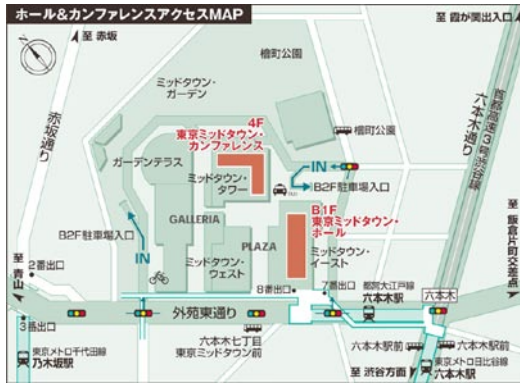 ホール&カンファレンスアクセスMAP
至 霞が関出入口
至 赤坂
檜町公園
ミッドタウン・
ガーデン
赤坂通り
首都高速3号渋谷線
六本木通り
4F
東京ミッドタウン・
カンファレンス
檜町公園
ガーデンテラス
IN
ミッドタウン・
タワー
B2F駐車場入口
B1F
東京ミッドタウン・
ホール
GALLERIA
B2F駐車場入口
PLAZA
IN
至 飯倉片町交差点
至 青山
2番出口
ミッドタウン・
ウェスト
ミッドタウン・
イースト
8番出口
7番出口
都営大江戸線
六本木駅
六本木
外苑東通り
3番出口
六本木七丁目
東京ミッドタウン前
六本木駅前
六本木駅前
東京メトロ千代田線
乃木坂駅
東京メトロ日比谷線
六本木駅
至 渋谷方面